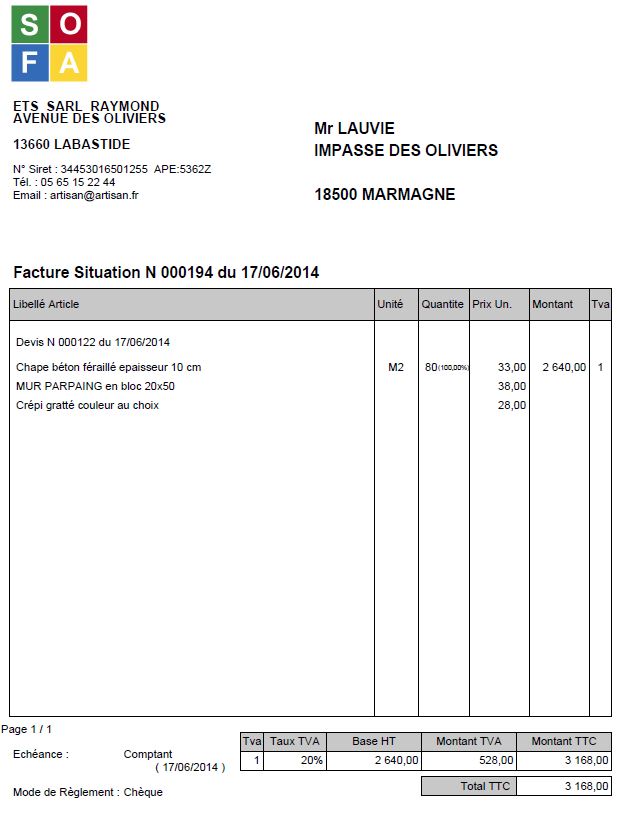 S O
F A
ETS SARL RAYMOND
AVENUE DES OLIVIERS
13660 LABASTIDE
N° Siret : 34453016501255 APE:5362Z
Tél. : 05 65 15 22 44
Email : artisan@artisan.fr
Mr LAUVIE
IMPASSE DES OLIVIERS
18500 MARMAGNE
Facture Situation N 000194 du 17/06/2014
Libellé Article Unité Quantite Prix Un. Montant Tva
Devis N 000122 du 17/06/2014
Chape béton féraillé epaisseur 10 cm M2 80(100,00%) 33,00 2 640,00 1
MUR PARPAING en bloc 20x50 38,00
Crépi gratté couleur au choix 28,00
Page 1 / 1
Echéance : Comptant
( 17/06/2014 )
Mode de Règlement : Chèque
Tva Taux TVA Base HT Montant TVA Montant TTC
1 20% 2 640,00 528,00 3 168,00
Total TTC 3 168,00